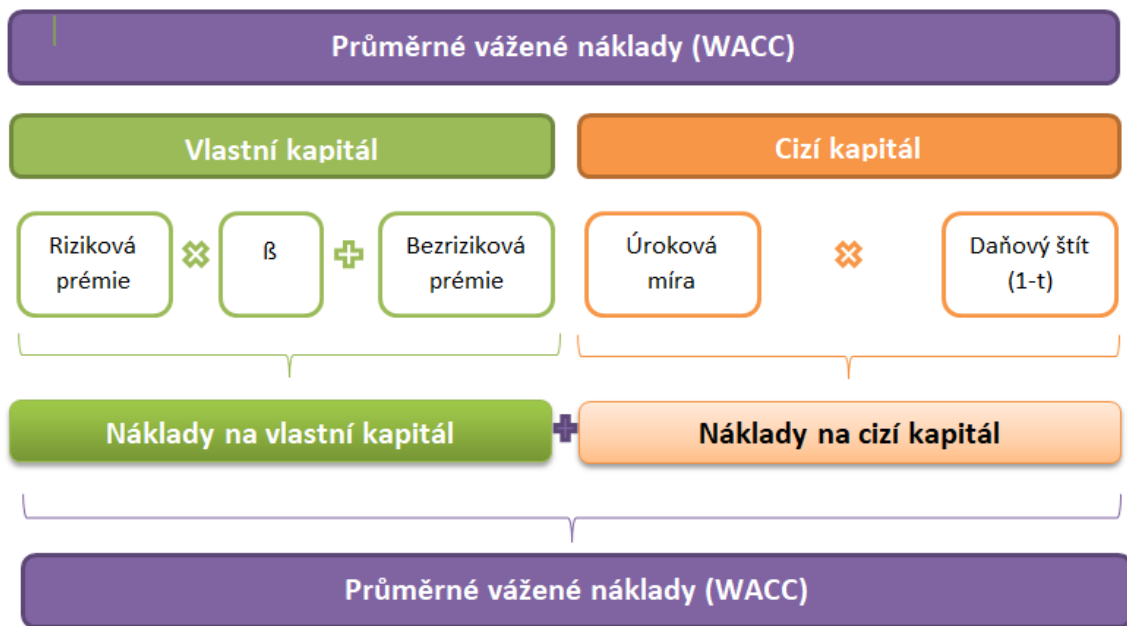 Průměrné vážené náklady (WACC)
Vlastní kapitál
Cizí kapitál
Riziková
prémie
ß
Bezriziková
prémie
Úroková
míra
Daňový štít
(1-t)
Náklady na vlastní kapitál
Náklady na cizí kapitál
Průměrné vážené náklady (WACC)